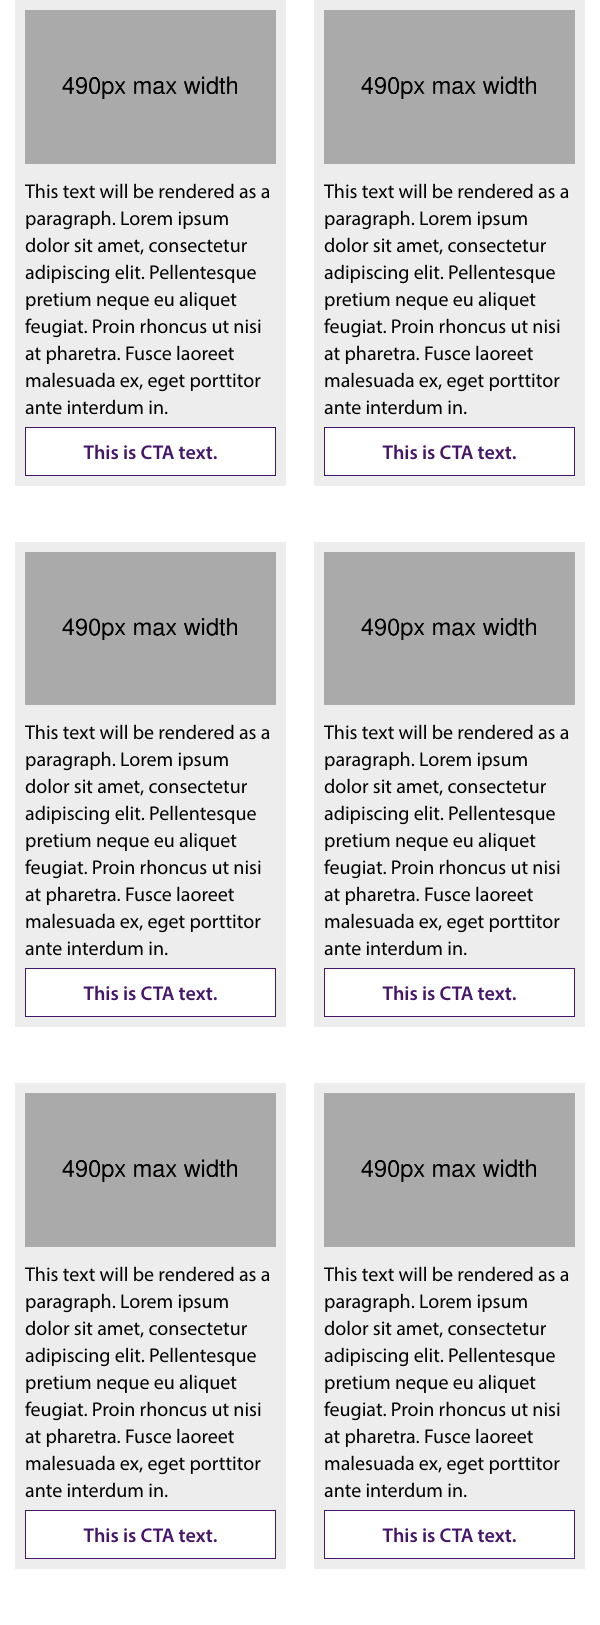 490px max width
This text will be rendered as a
paragraph. Lorem ipsum
dolor sit amet, consectetur
adipiscing elit. Pellentesque
pretium neque eu aliquet
feugiat. Proin rhoncus ut nisi
at pharetra. Fusce laoreet
malesuada ex, eget porttitor
ante interdum in.
This is CTA text.
490px max width
This text will be rendered as a
paragraph. Lorem ipsum
dolor sit amet, consectetur
adipiscing elit. Pellentesque
pretium neque eu aliquet
feugiat. Proin rhoncus ut nisi
at pharetra. Fusce laoreet
malesuada ex, eget porttitor
ante interdum in.
This is CTA text.
490px max width
This text will be rendered as a
paragraph. Lorem ipsum
dolor sit amet, consectetur
adipiscing elit. Pellentesque
pretium neque eu aliquet
feugiat. Proin rhoncus ut nisi
at pharetra. Fusce laoreet
malesuada ex, eget porttitor
ante interdum in.
This is CTA text.
490px max width
This text will be rendered as a
paragraph. Lorem ipsum
dolor sit amet, consectetur
adipiscing elit. Pellentesque
pretium neque eu aliquet
feugiat. Proin rhoncus ut nisi
at pharetra. Fusce laoreet
malesuada ex, eget porttitor
ante interdum in.
This is CTA text.
490px max width
This text will be rendered as a
paragraph. Lorem ipsum
dolor sit amet, consectetur
adipiscing elit. Pellentesque
pretium neque eu aliquet
feugiat. Proin rhoncus ut nisi
at pharetra. Fusce laoreet
malesuada ex, eget porttitor
ante interdum in.
This is CTA text.
490px max width
This text will be rendered as a
paragraph. Lorem ipsum
dolor sit amet, consectetur
adipiscing elit. Pellentesque
pretium neque eu aliquet
feugiat. Proin rhoncus ut nisi
at pharetra. Fusce laoreet
malesuada ex, eget porttitor
ante interdum in.
This is CTA text.